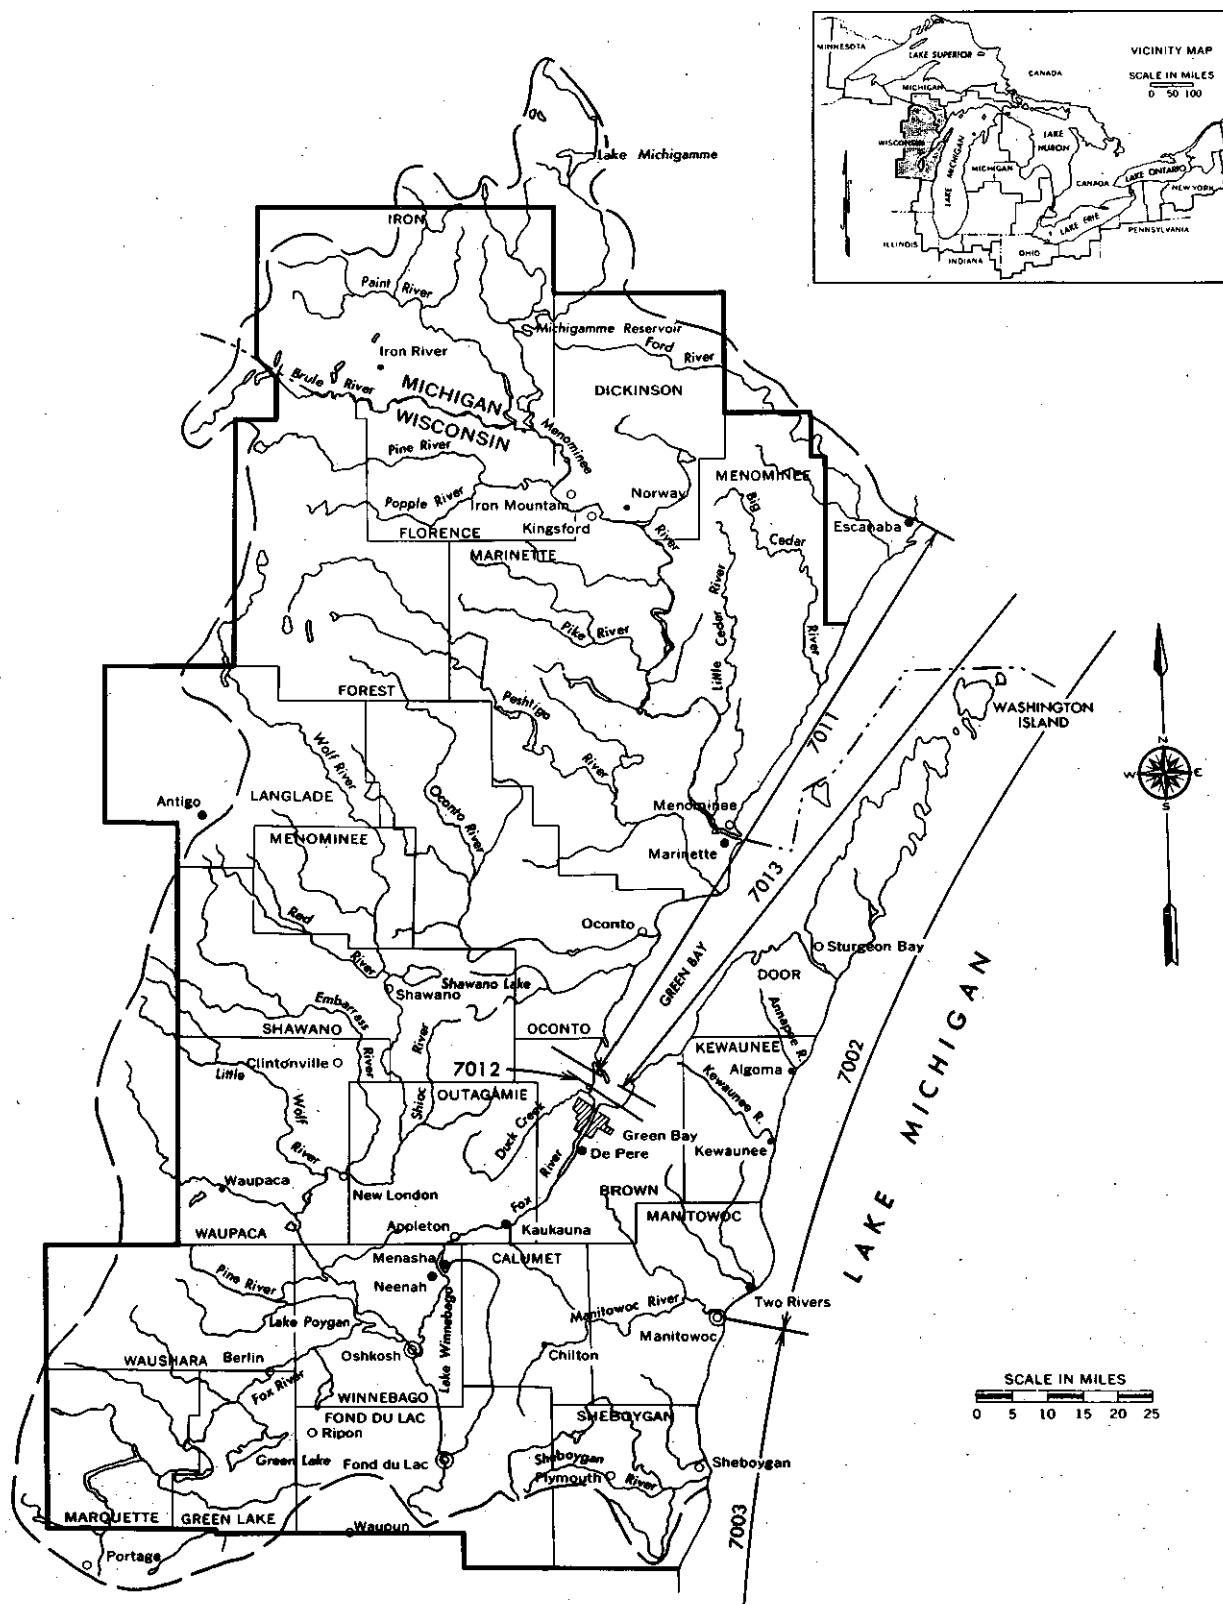 VICINITY MAP
SCALE IN MILES
0 50 100
MINNESOTA
LAKE SUPERIOR
CANADA
MICHIGAN
WISCONSIN
LAKE MICHIGAN
MICHIGAN
LAKE HURON
CANADA
LAKE ONTARIO
NEW YORK
LAKE ERIE
PENNSYLVANIA
ILLINOIS
INDIANA
OHIO
Lake Michigamme
IRON
Paint River
Michigamme Reservoir
Ford River
Iron River
Brule River
MICHIGAN
WISCONSIN
DICKINSON
Menominee
Pine River
MENOMINEE
Popple River
Iron Mountain
Norway
Big
Kingsford
Escanaba
FLORENCE
River
Cedar
MARINETTE
Little Cedar River
Pike River
River
FOREST
Peshtigo
WASHINGTON
ISLAND
7011
Wolf River
River
N
W E
S
LANGLADE
Antigo
Oconto River
Menominee
MENOMINEE
Marinette
7013
Red
Oconto
River
GREEN BAY
Sturgeon Bay
DOOR
Shawano Lake
Shawano
Embarrass
Ahnapee R.
SHAWANO
River
OCONTO
KEWAUNEE
7002
LAKE MICHIGAN
Clintonville
River
7012
Algoma
Little
Shioc
OUTAGAMIE
Kewaunee R.
Wolf
Duck Creek
Green Bay
River
De Pere
Kewaunee
River
Waupaca
New London
BROWN
Fox
MANITOWOC
WAUPACA
Appleton
Kaukauna
Menasha
CALUMET
Pine River
Neenah
Two Rivers
Lake Poygan
Manitowoc River
Manitowoc
Lake Winnebago
WAUSHARA
Berlin
Oshkosh
Chilton
Fox River
WINNEBAGO
SCALE IN MILES
0 5 10 15 20 25
FOND DU LAC
SHEBOYGAN
Ripon
Green Lake
Fond du Lac
Sheboygan
River
Plymouth
Sheboygan
MARQUETTE
GREEN LAKE
Waupun
7003
Portage